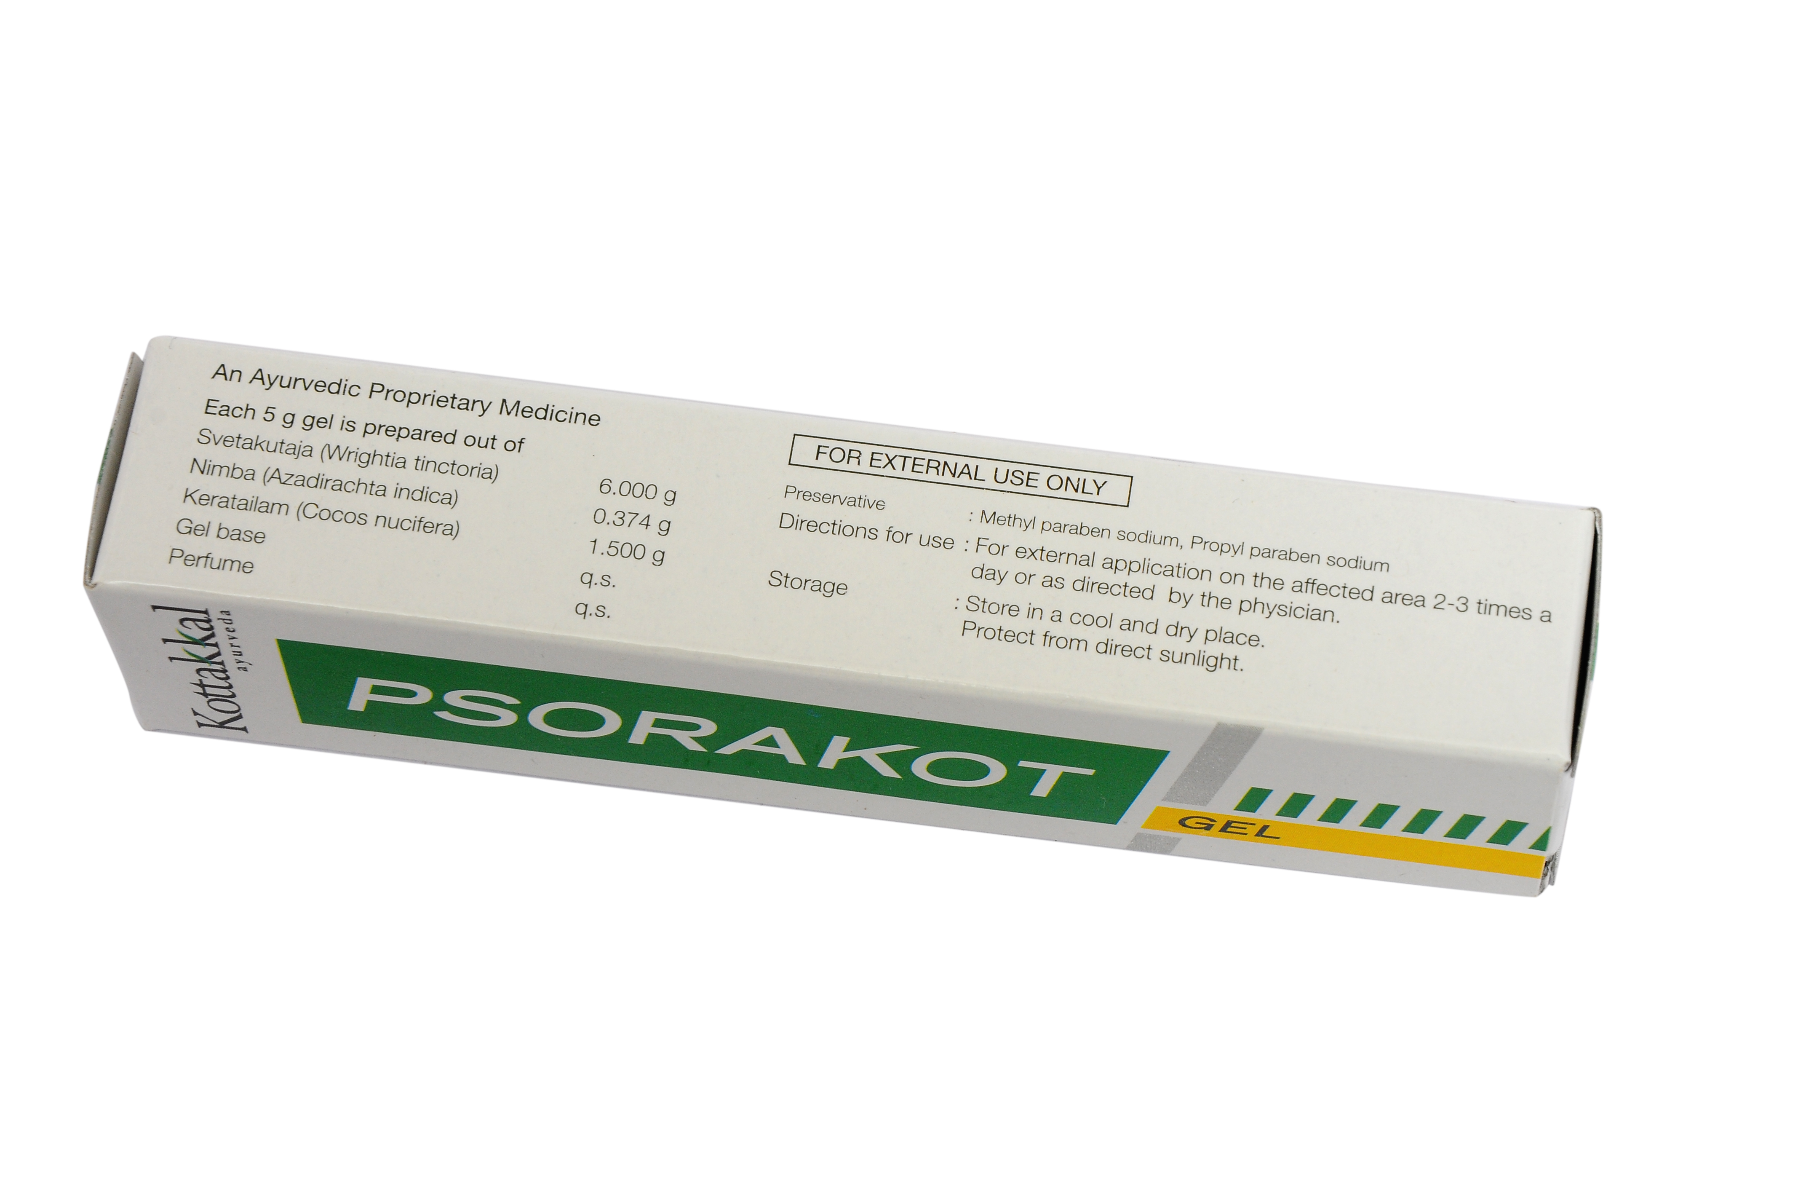 An Ayurvedic Proprietary Medicine
Each 5 g gel is prepared out of
Svetakutaja (Wrightia tinctoria) 6.000 g
Nimba (Azadirachta indica) 0.374 g
Keratailam (Cocos nucifera) 1.500 g
Gel base q.s.
Perfume q.s.
FOR EXTERNAL USE ONLY
Preservative : Methyl paraben sodium, Propyl paraben sodium
Directions for use : For external application on the affected area 2-3 times a
day or as directed by the physician.
Storage : Store in a cool and dry place.
Protect from direct sunlight.
Kottakkal
ayurveda
PSORAKOT
GEL